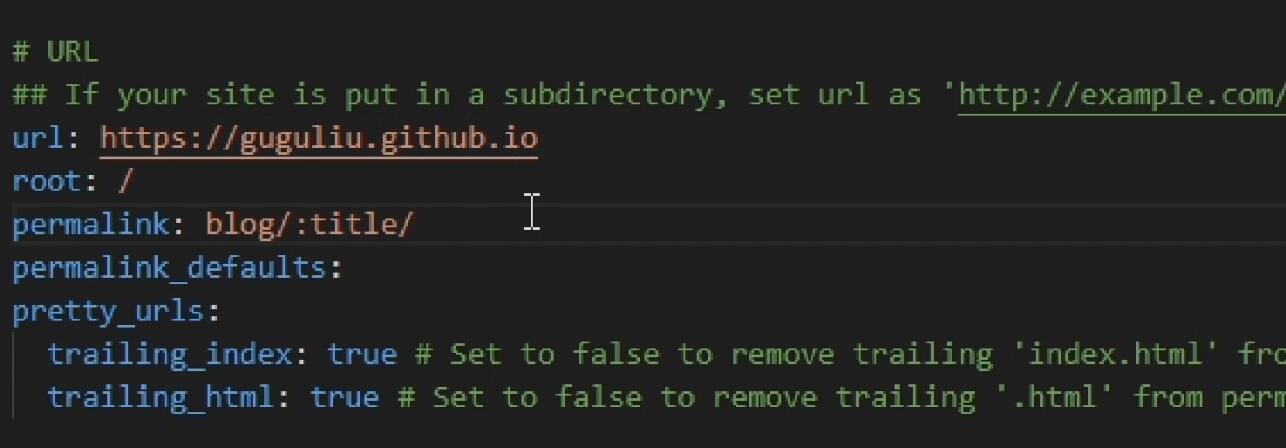 # URL
## If your site is put in a subdirectory, set url as 'http://example.com/
url: https://guguliu.github.io
root: /
permalink: blog/:title/
permalink_defaults:
pretty_urls:
trailing_index: true # Set to false to remove trailing 'index.html' fro
trailing_html: true # Set to false to remove trailing '.html' from perm